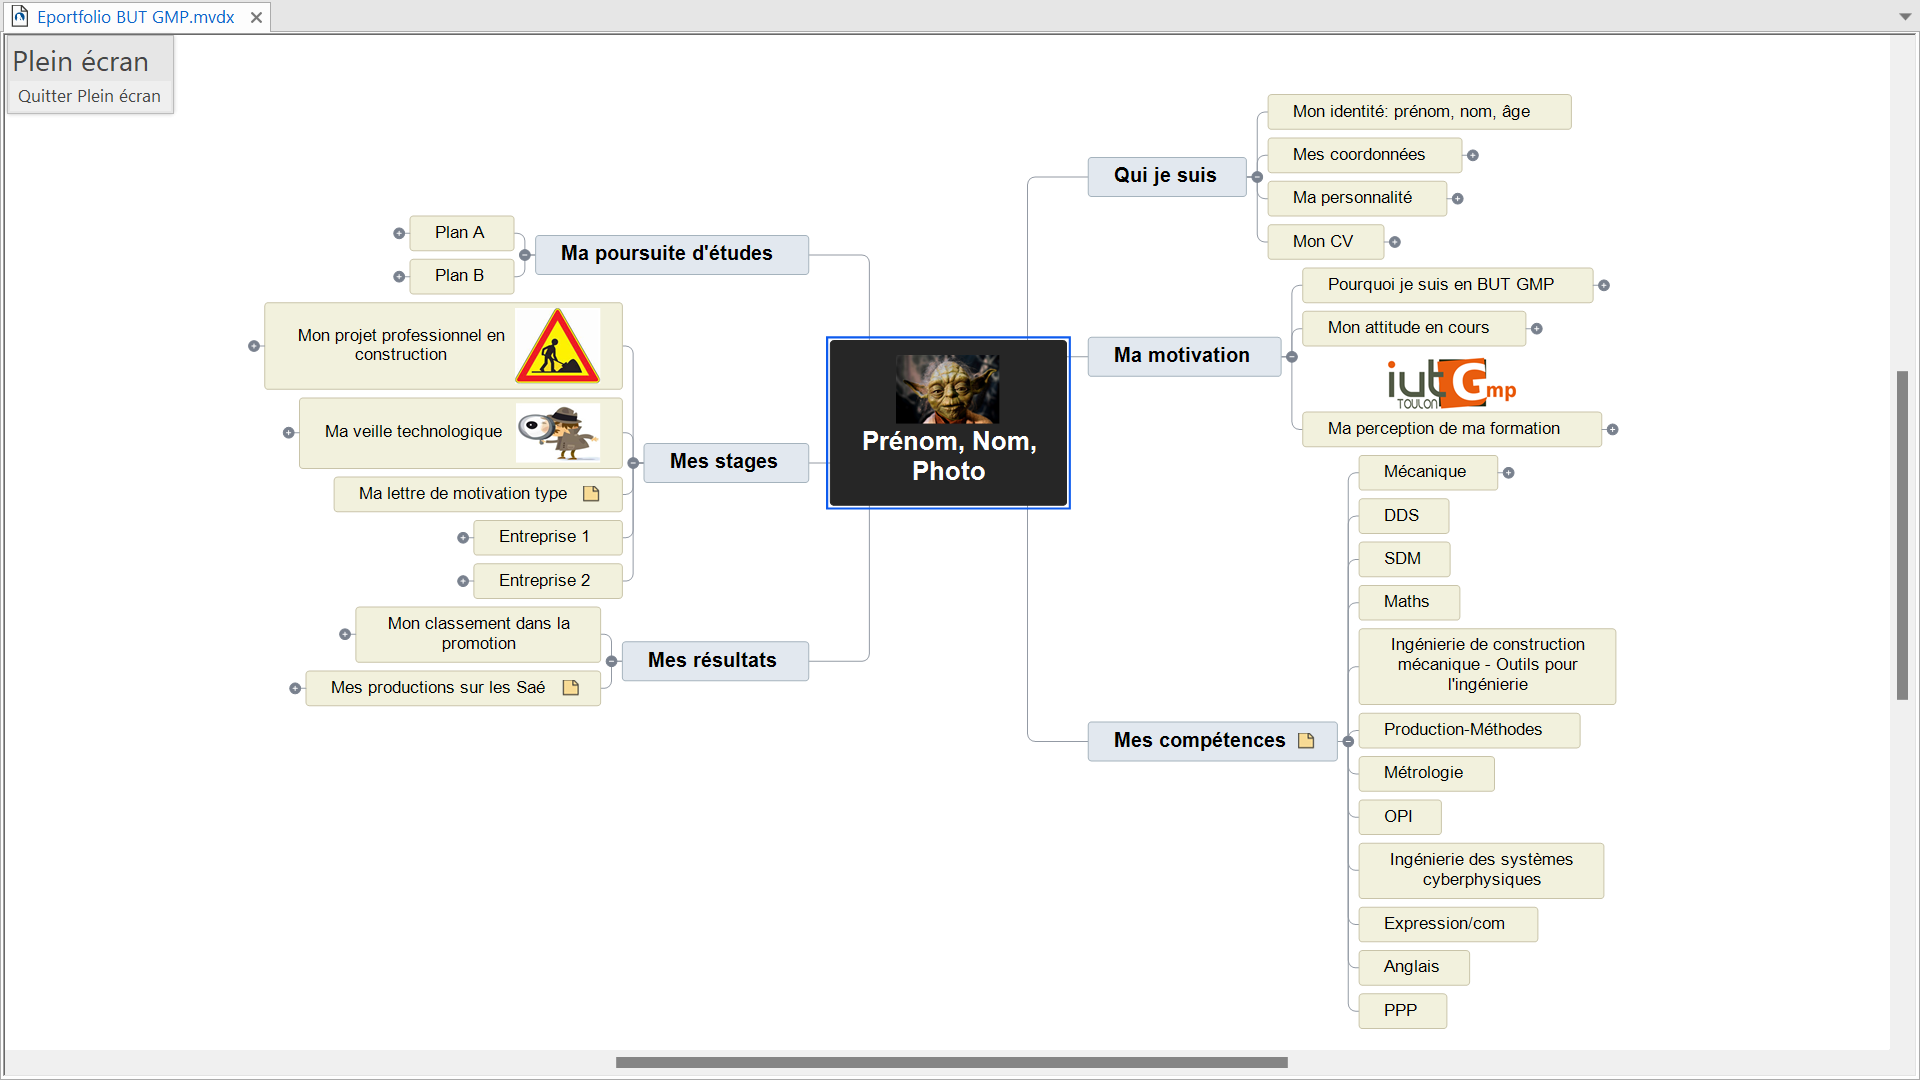 Eportfolio BUT GMP.mvdx
Plein écran
Quitter Plein écran
Prénom, Nom,
Photo
Qui je suis
Mon identité: prénom, nom, âge
Mes coordonnées
Ma personnalité
Mon CV
Ma motivation
Pourquoi je suis en BUT GMP
Mon attitude en cours
iut Gmp
TOULON
Ma perception de ma formation
Mes compétences
Mécanique
DDS
SDM
Maths
Ingénierie de construction
mécanique - Outils pour
l'ingénierie
Production-Méthodes
Métrologie
OPI
Ingénierie des systèmes
cyberphysiques
Expression/com
Anglais
PPP
Ma poursuite d'études
Plan A
Plan B
Mes stages
Mon projet professionnel en
construction
Ma veille technologique
Ma lettre de motivation type
Entreprise 1
Entreprise 2
Mes résultats
Mon classement dans la
promotion
Mes productions sur les Saé